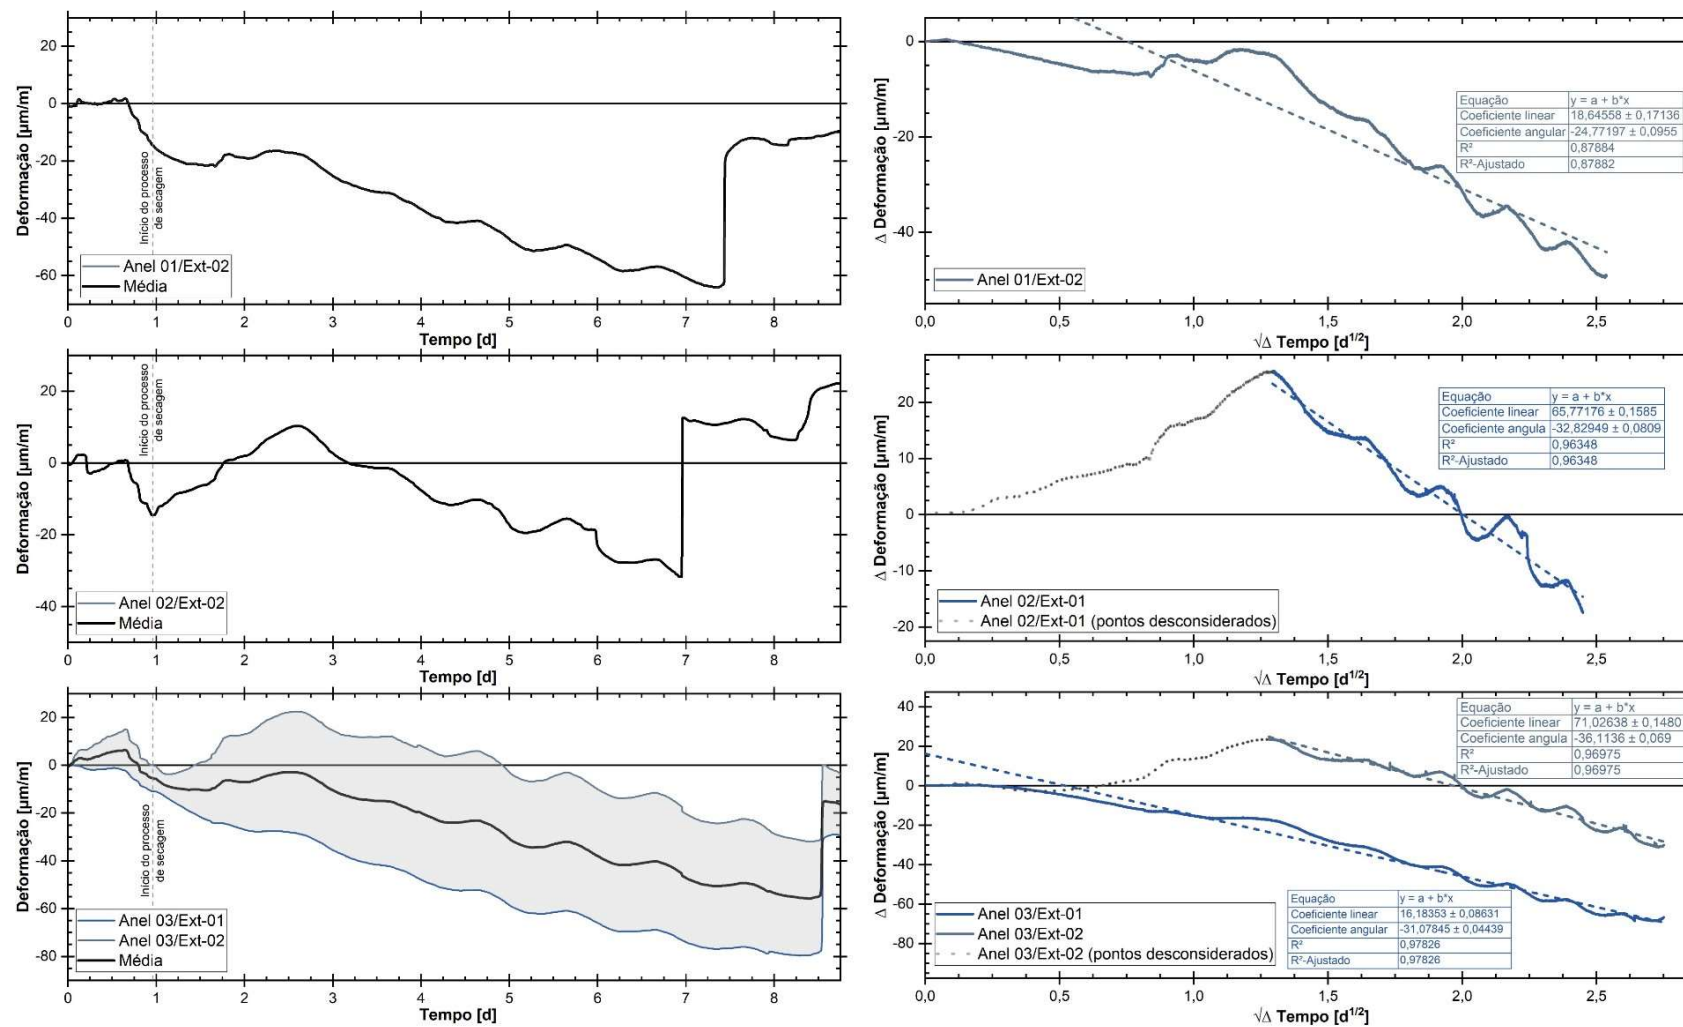 Deformação [µm/m]
20
0
-20
-40
-60
Início do processo
de secagem
Anel 01/Ext-02
Média
0 1 2 3 4 5 6 7 8
Tempo [d]
Δ Deformação [µm/m]
0
-20
-40
Equação y = a + b*x
Coeficiente linear 18,64558 ± 0,17136
Coeficiente angular -24,77197 ± 0,0955
R² 0,87884
R²-Ajustado 0,87882
Anel 01/Ext-02
0,0 0,5 1,0 1,5 2,0 2,5
√Δ Tempo [d1/2]
Deformação [µm/m]
20
0
-20
-40
Início do processo
de secagem
Anel 02/Ext-02
Média
0 1 2 3 4 5 6 7 8
Tempo [d]
Δ Deformação [µm/m]
20
10
0
-10
-20
Equação y = a + b*x
Coeficiente linear 65,77176 ± 0,1585
Coeficiente angula -32,82949 ± 0,0809
R² 0,96348
R²-Ajustado 0,96348
Anel 02/Ext-01
Anel 02/Ext-01 (pontos desconsiderados)
0,0 0,5 1,0 1,5 2,0 2,5
√Δ Tempo [d1/2]
Deformação [µm/m]
20
0
-20
-40
-60
-80
Início do processo
de secagem
Anel 03/Ext-01
Anel 03/Ext-02
Média
0 1 2 3 4 5 6 7 8
Tempo [d]
Δ Deformação [µm/m]
40
20
0
-20
-40
-60
-80
Equação y = a + b*x
Coeficiente linear 71,02638 ± 0,1480
Coeficiente angula -36,1136 ± 0,069
R² 0,96975
R²-Ajustado 0,96975
Equação y = a + b*x
Coeficiente linear 16,18353 ± 0,08631
Coeficiente angular -31,07845 ± 0,04439
R² 0,97826
R²-Ajustado 0,97826
Anel 03/Ext-01
Anel 03/Ext-02
Anel 03/Ext-02 (pontos desconsiderados)
0,0 0,5 1,0 1,5 2,0 2,5
√Δ Tempo [d1/2]